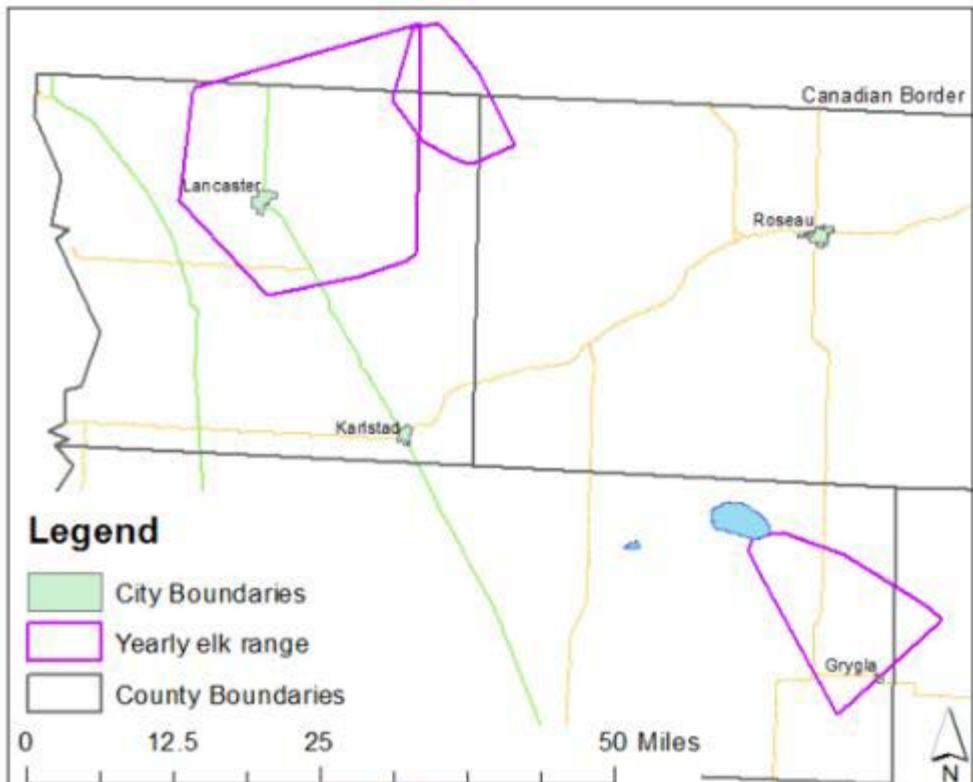 Canadian Border
Lancaster
Roseau
Karlstad
Legend
City Boundaries
Yearly elk range
County Boundaries
Grygla
0 12.5 25 50 Miles
N